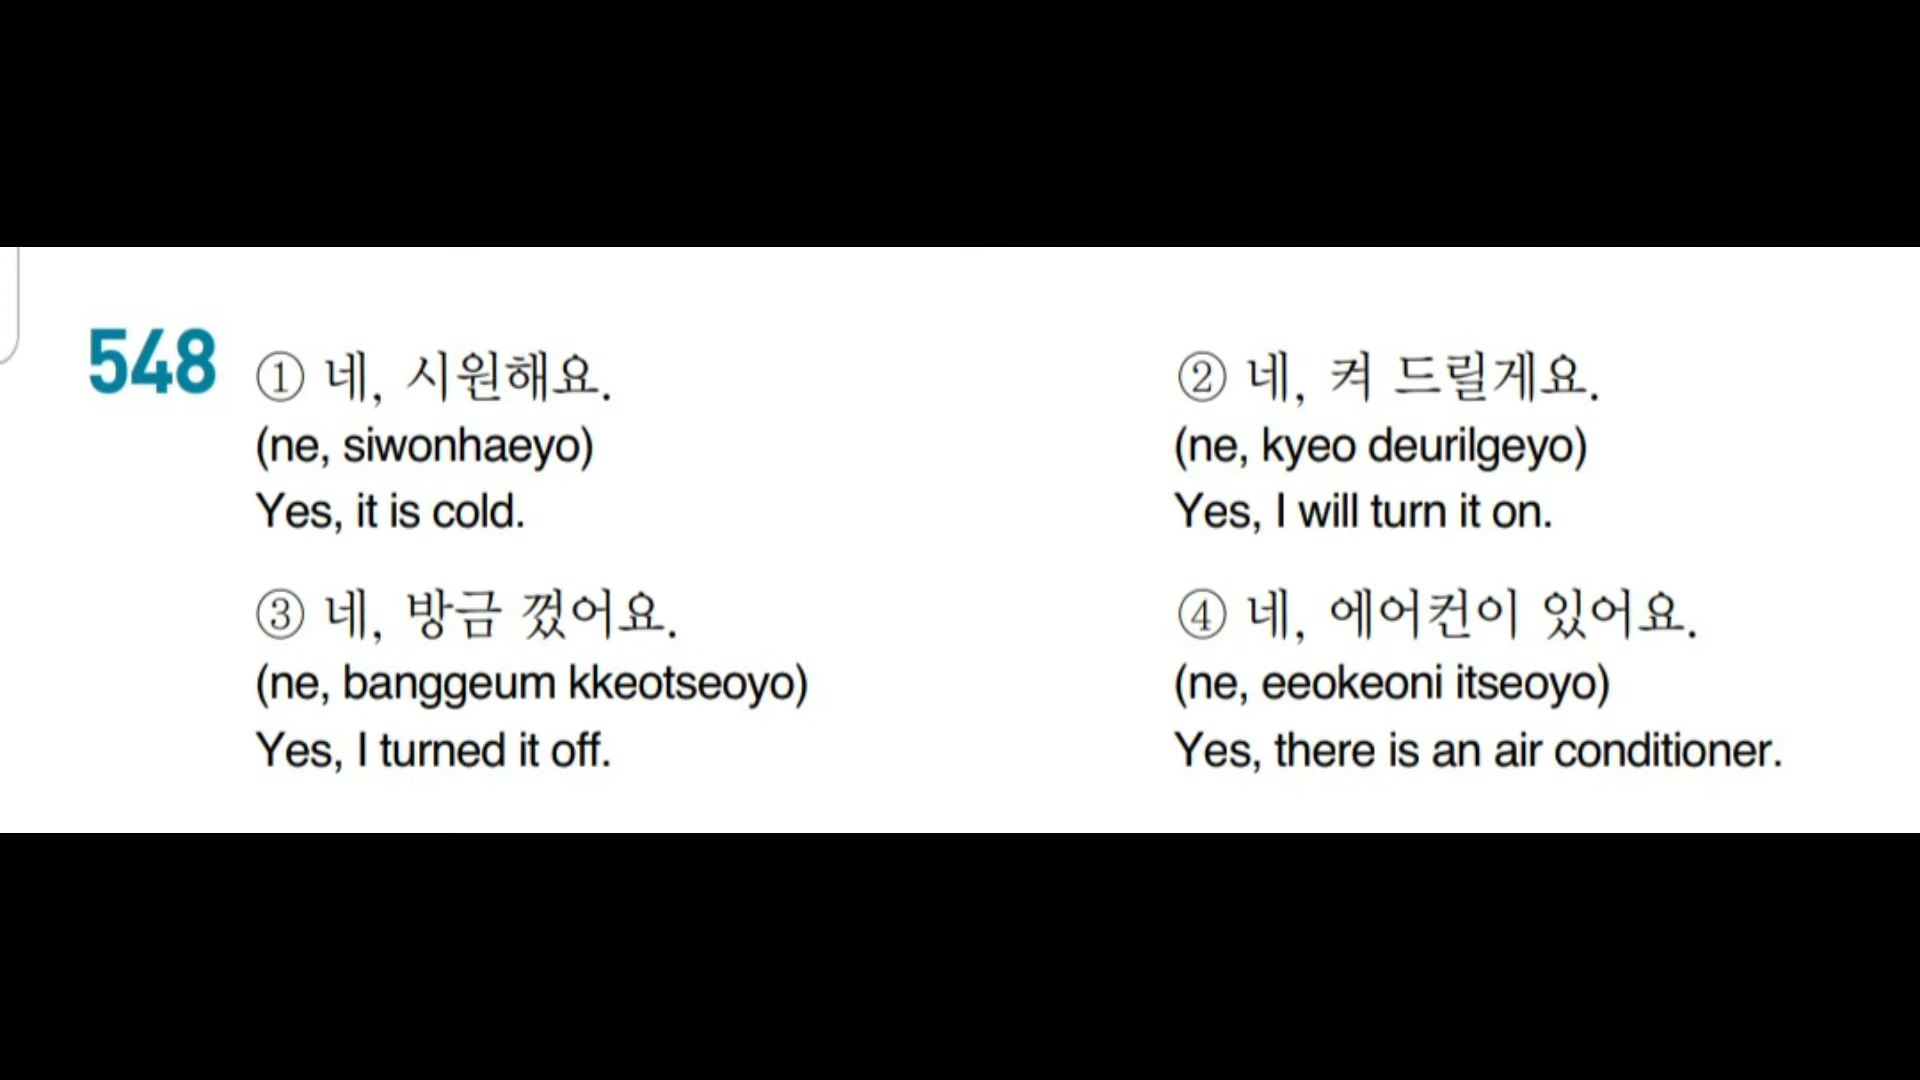 548 ① 네, 시원해요.
(ne, siwonhaeyo)
Yes, it is cold.
② 네, 켜 드릴게요.
(ne, kyeo deurilgeyo)
Yes, I will turn it on.
③ 네, 방금 껐어요.
(ne, banggeum kkeotseoyo)
Yes, I turned it off.
④ 네, 에어컨이 있어요.
(ne, eeokeoni itseoyo)
Yes, there is an air conditioner.